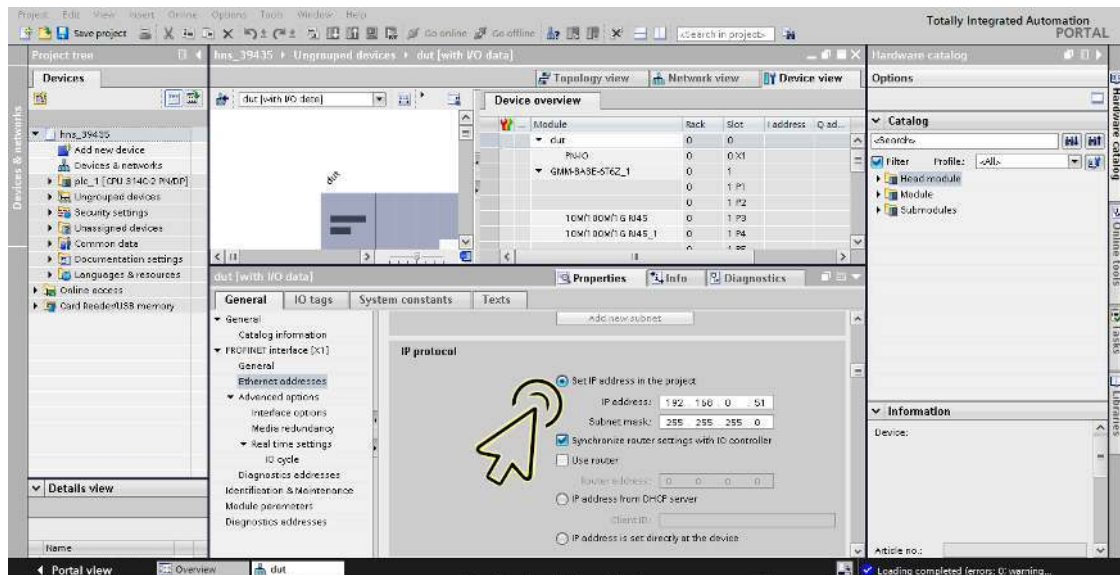 Project Edit View Insert Online Options Tools Window Help
Totally Integrated Automation
PORTAL
Save project
Go online
Go offline
<Search in project>
Project tree
hns_39435
Ungrouped devices
dut [with I/O data]
Hardware catalog
Devices
Topology view
Network view
Device view
Options
dut [with I/O data]
Device overview
Devices & networks
hns_39435
Add new device
Devices & networks
plc_1 [CPU 314C-2 PN/DP]
Ungrouped devices
Security settings
Unassigned devices
Common data
Documentation settings
Languages & resources
Online access
Card Reader/USB memory
dut
... Module Rack Slot I address Q ad...
dut 0 0
PN-IO 0 0 X1
GMM-BASE-6T6Z_1 0 1
0 1 P1
0 1 P2
10M/100M/1G RJ45 0 1 P3
10M/100M/1G RJ45_1 0 1 P4
0 1 P5
Catalog
<Search>
Filter Profile: <All>
Head module
Module
Submodules
Hardware catalog
Online tools
Tasks
Libraries
dut [with I/O data]
Properties
Info
Diagnostics
General
IO tags
System constants
Texts
General
Catalog information
PROFINET interface [X1]
General
Ethernet addresses
Advanced options
Interface options
Media redundancy
Real time settings
IO cycle
Diagnostics addresses
Identification & Maintenance
Module parameters
Diagnostics addresses
Add new subnet
IP protocol
Set IP address in the project
IP address: 192 . 168 . 0 . 51
Subnet mask: 255 . 255 . 255 . 0
Synchronize router settings with IO controller
Use router
Router address: 0 . 0 . 0 . 0
IP address from DHCP server
Client ID:
IP address is set directly at the device
Information
Device:
Article no.:
Details view
Name
Portal view
Overview
dut
Loading completed (errors: 0; warning...